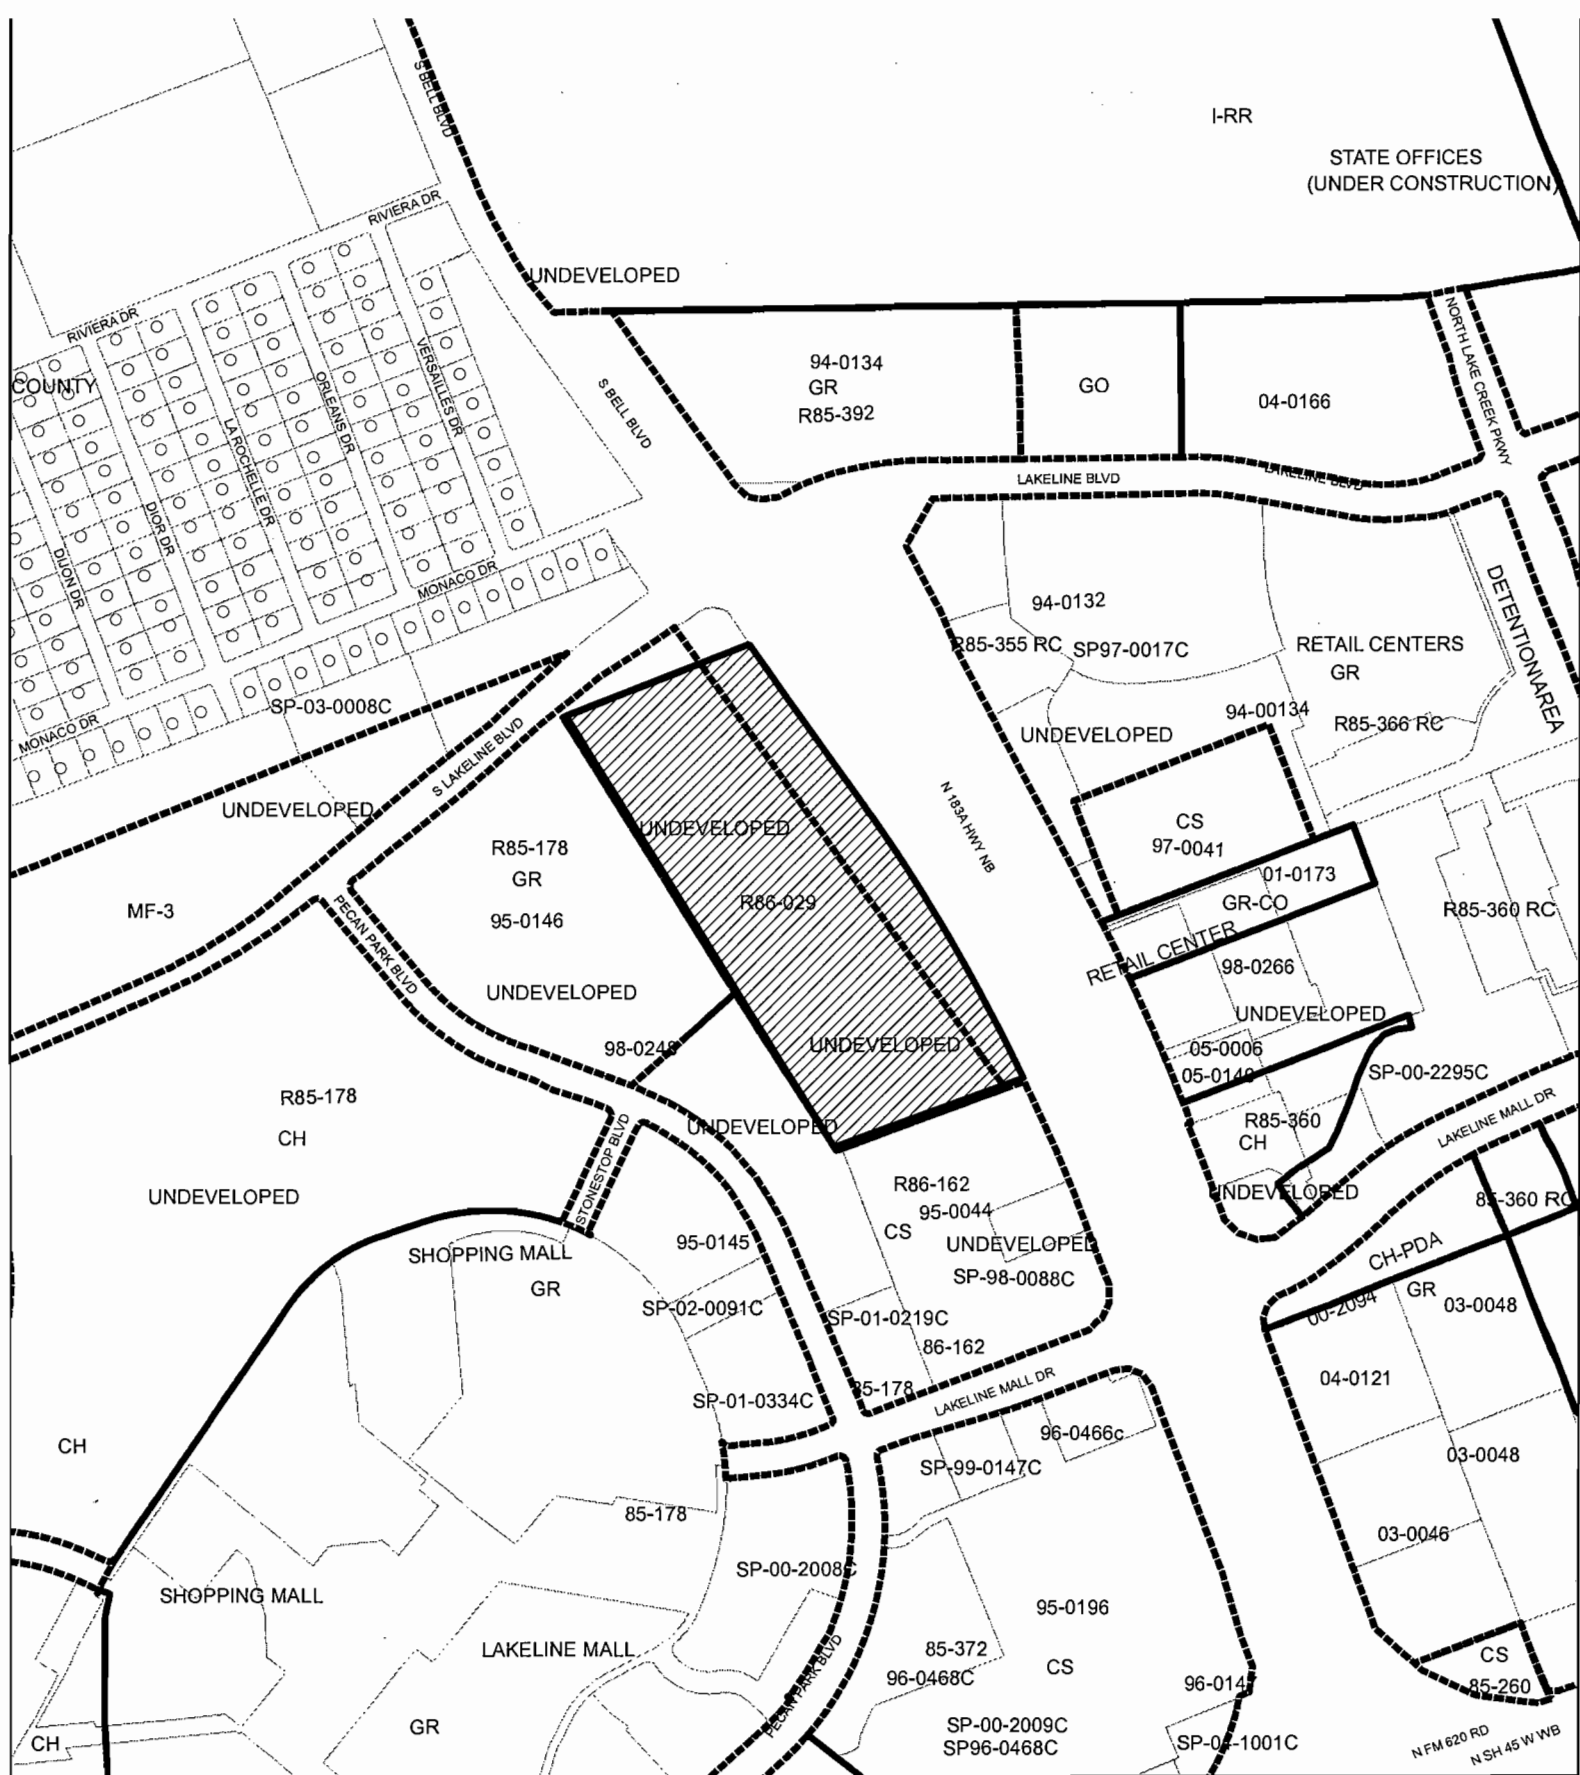 S BELL BLVD
I-RR
STATE OFFICES
(UNDER CONSTRUCTION)
RIVIERA DR
UNDEVELOPED
RIVIERA DR
NORTH LAKE CREEK PKWY
COUNTY
VERSAILLES DR
ORLEANS DR
LA ROCHELLE DR
DIOR DR
DIJON DR
S BELL BLVD
94-0134
GR
R85-392
GO
04-0166
LAKELINE BLVD
LAKELINE BLVD
MONACO DR
DETENTION AREA
94-0132
R85-355 RC
SP97-0017C
RETAIL CENTERS
GR
SP-03-0008C
MONACO DR
94-00134
R85-366 RC
UNDEVELOPED
S LAKELINE BLVD
UNDEVELOPED
UNDEVELOPED
N 183A HWY NB
CS
97-0041
R85-178
GR
95-0146
01-0173
GR-CO
R86-029
MF-3
PECAN PARK BLVD
R85-360 RC
RETAIL CENTER
98-0266
UNDEVELOPED
UNDEVELOPED
98-0248
UNDEVELOPED
05-0006
SP-00-2295C
R85-178
CH
UNDEVELOPED
UNDEVELOPED
STONESTOP BLVD
R85-360
CH
LAKELINE MALL DR
UNDEVELOPED
85-360 RC
R86-162
95-0044
CS
UNDEVELOPED
SP-98-0088C
SHOPPING MALL
GR
95-0145
CH-PDA
GR
00-2094
03-0048
SP-02-0091C
SP-01-0219C
86-162
04-0121
SP-01-0334C
85-178
LAKELINE MALL DR
96-0466c
CH
SP-99-0147C
03-0048
85-178
03-0046
SP-00-2008C
SHOPPING MALL
95-0196
LAKELINE MALL
85-372
96-0468C
CS
CS
85-260
PECAN PARK BLVD
GR
CH
SP-00-2009C
SP96-0468C
SP-04-1001C
N FM 620 RD
N SH 45 W WB